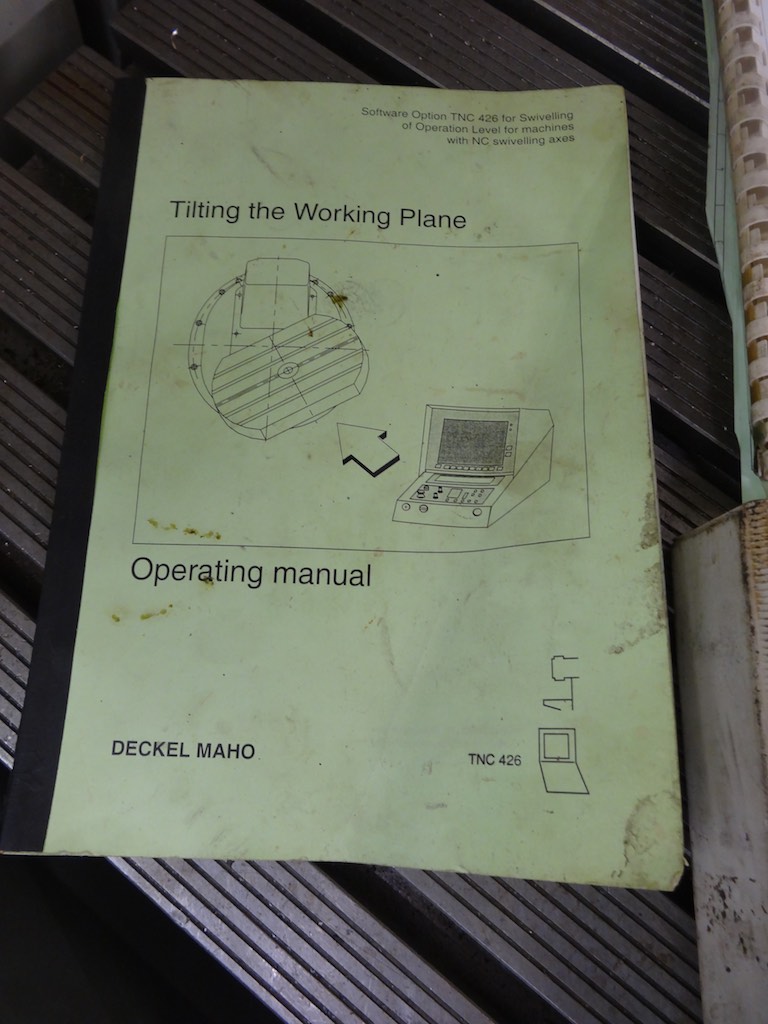 Software Option TNC 426 for Swivelling
of Operation Level for machines
with NC swivelling axes
Tilting the Working Plane
Operating manual
DECKEL MAHO
TNC 426